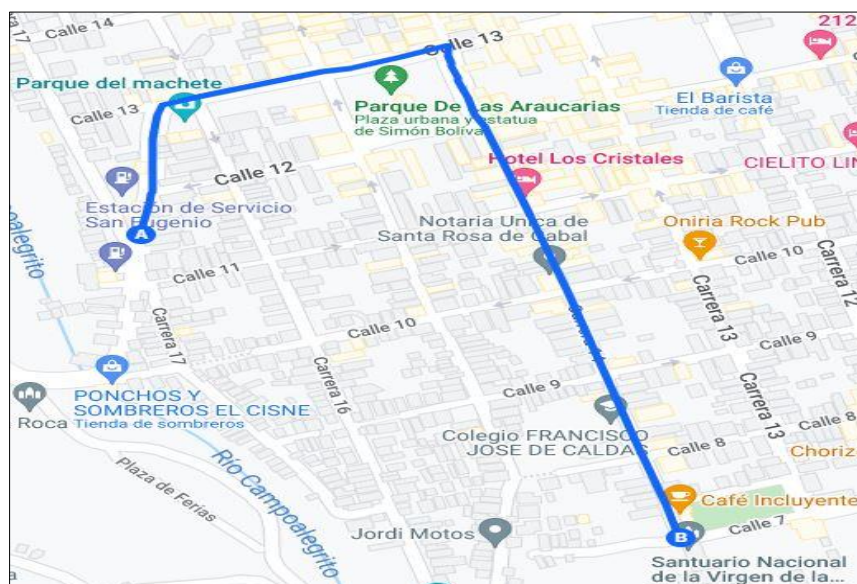 Carrera 17
Calle 14
Calle 13
212
Parque del machete
Calle 13
Parque De Las Araucarias
Plaza urbana y estatua
de Simón Bolíva
El Barista
Tienda de café
Calle 12
Hotel Los Cristales
CIELITO LIN
Estación de Servicio
San Eugenio
A
Notaria Unica de
Santa Rosa de Cabal
Oniria Rock Pub
Calle 11
Calle 10
Carrera 12
Carrera 13
Carrera 17
Calle 10
Calle 9
PONCHOS Y
SOMBREROS EL CISNE
Tienda de sombreros
Carrera 16
Calle 9
Roca
Colegio FRANCISCO
JOSE DE CALDAS
Calle 8
Calle 8
Carrera 13
Chorizo
Plaza de Ferias
Río Campoalegrito
Café Incluyente
Calle 7
Jordi Motos
B
Santuario Nacional
de la Virgen de la...